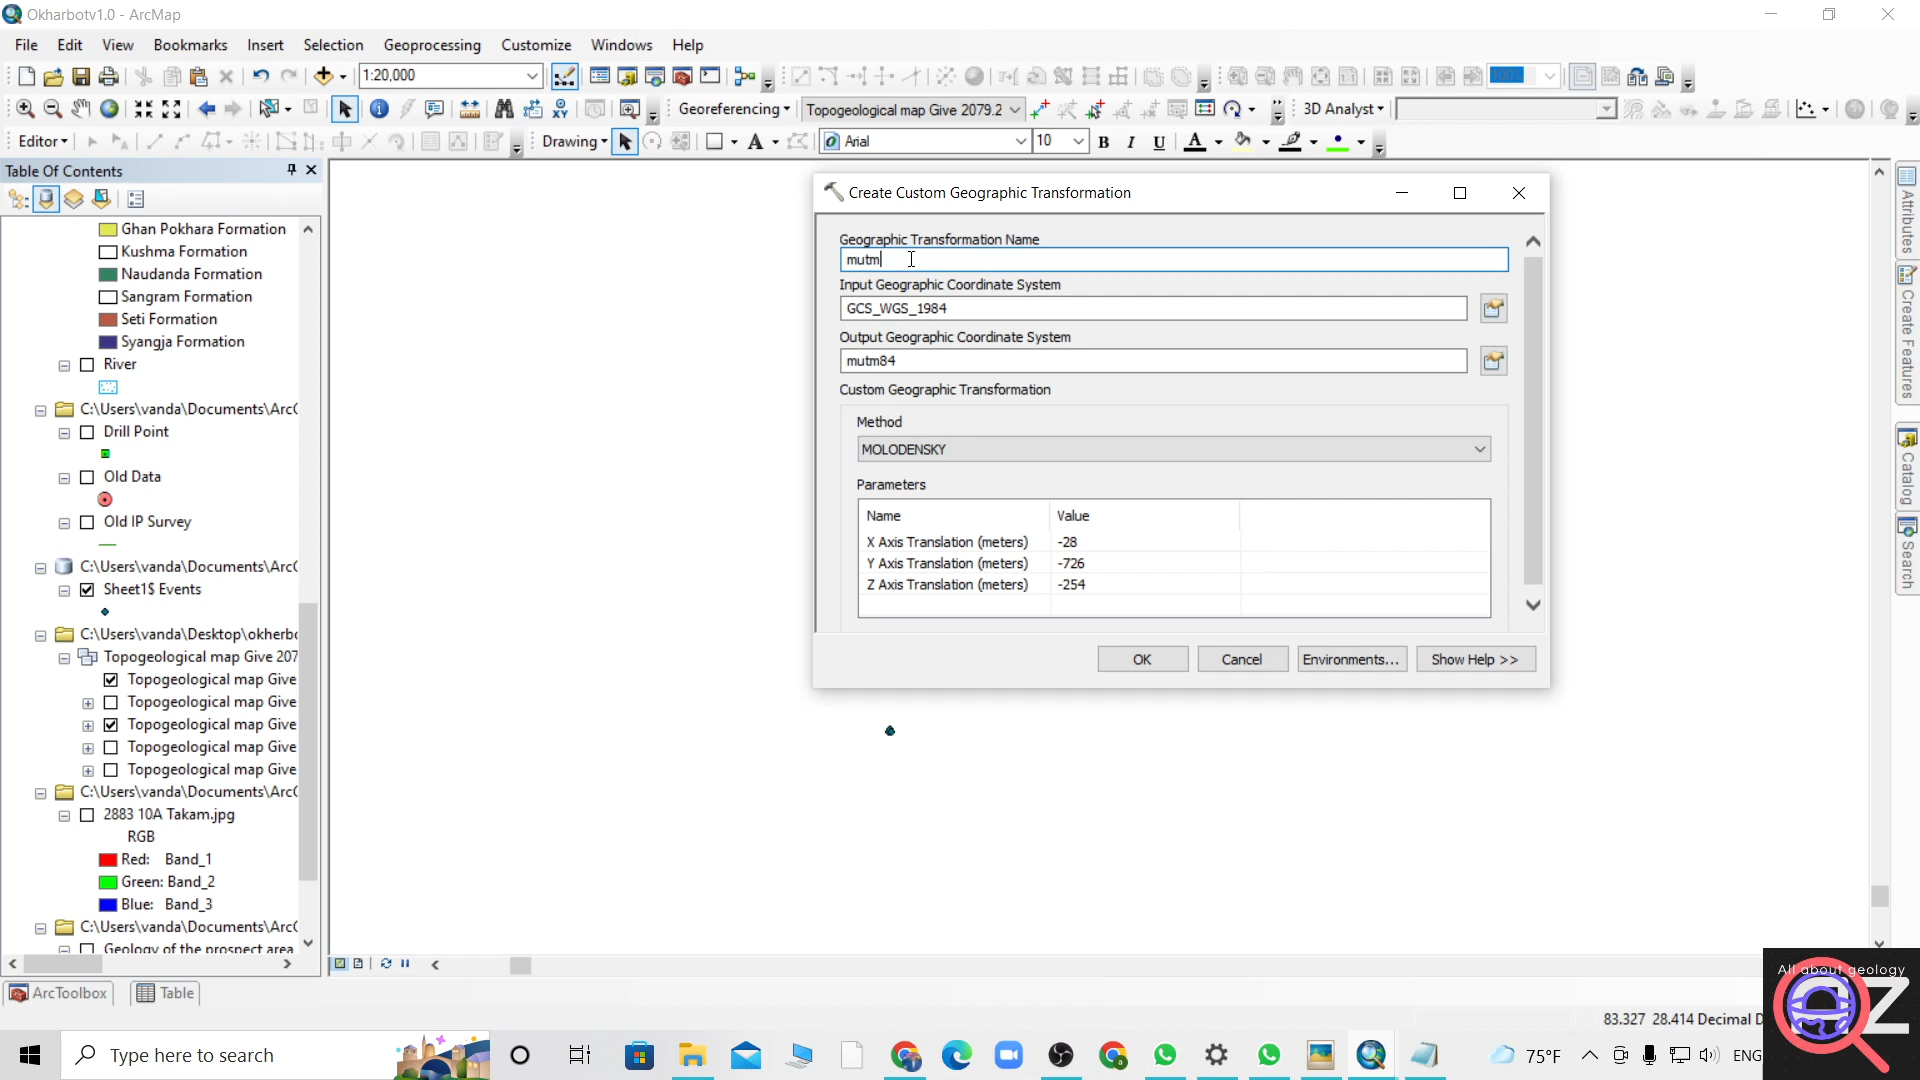 Okharbotv1.0 - ArcMap
File Edit View Bookmarks Insert Selection Geoprocessing Customize Windows Help
1:20,000
100%
Georeferencing Topogeological map Give 2079.2 3D Analyst
Editor Drawing Arial 10 B I U A
Table Of Contents
Ghan Pokhara Formation
Kushma Formation
Naudanda Formation
Sangram Formation
Seti Formation
Syangja Formation
River
C:\Users\vanda\Documents\Arc
Drill Point
Old Data
Old IP Survey
C:\Users\vanda\Documents\Arc
Sheet1$ Events
C:\Users\vanda\Desktop\okherb
Topogeological map Give 207
Topogeological map Give
Topogeological map Give
Topogeological map Give
Topogeological map Give
Topogeological map Give
C:\Users\vanda\Documents\Arc
2883 10A Takam.jpg
RGB
Red: Band_1
Green: Band_2
Blue: Band_3
C:\Users\vanda\Documents\Arc
Geology of the prospect area
ArcToolbox Table
Create Custom Geographic Transformation
Geographic Transformation Name
mutm
Input Geographic Coordinate System
GCS_WGS_1984
Output Geographic Coordinate System
mutm84
Custom Geographic Transformation
Method
MOLODENSKY
Parameters
Name Value
X Axis Translation (meters) -28
Y Axis Translation (meters) -726
Z Axis Translation (meters) -254
OK Cancel Environments... Show Help >>
Attributes
Create Features
Catalog
Search
83.327 28.414 Decimal D
All about geology
Type here to search
75°F
ENG